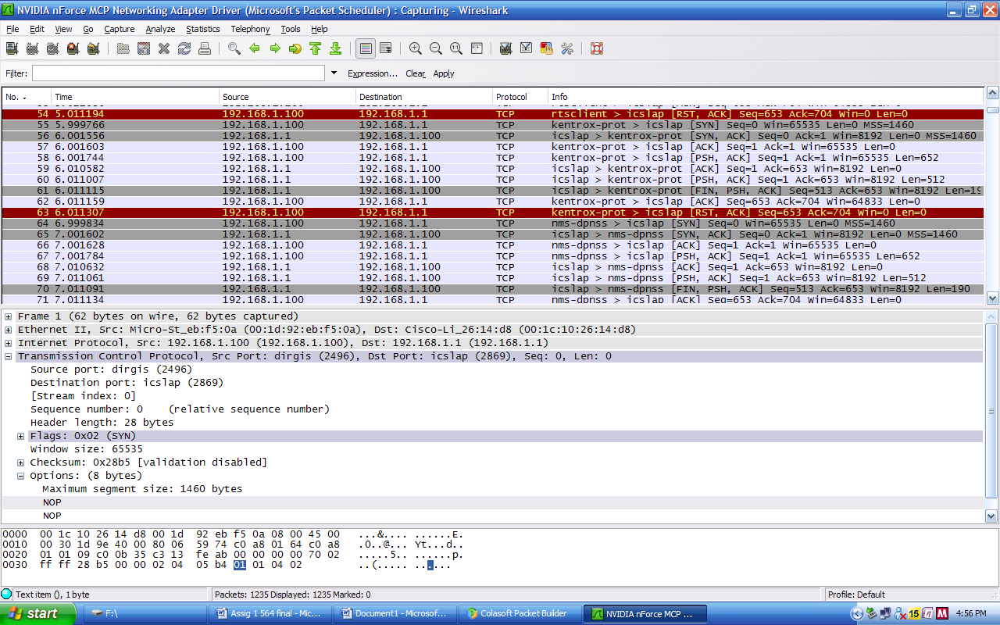 NVIDIA nForce MCP Networking Adapter Driver (Microsoft's Packet Scheduler) : Capturing - Wireshark
File Edit View Go Capture Analyze Statistics Telephony Tools Help
Filter: Expression... Clear Apply
No. . Time Source Destination Protocol Info
54 5.011194 192.168.1.100 192.168.1.1 TCP rtsclient > icslap [RST, ACK] Seq=653 Ack=704 Win=0 Len=0
55 5.999766 192.168.1.100 192.168.1.1 TCP kentrox-prot > icslap [SYN] Seq=0 Win=65535 Len=0 MSS=1460
56 6.001556 192.168.1.1 192.168.1.100 TCP icslap > kentrox-prot [SYN, ACK] Seq=0 Ack=1 Win=8192 Len=0 MSS=1460
57 6.001603 192.168.1.100 192.168.1.1 TCP kentrox-prot > icslap [ACK] Seq=1 Ack=1 Win=65535 Len=0
58 6.001744 192.168.1.100 192.168.1.1 TCP kentrox-prot > icslap [PSH, ACK] Seq=1 Ack=1 Win=65535 Len=652
59 6.010582 192.168.1.1 192.168.1.100 TCP icslap > kentrox-prot [ACK] Seq=1 Ack=653 Win=8192 Len=0
60 6.011007 192.168.1.1 192.168.1.100 TCP icslap > kentrox-prot [PSH, ACK] Seq=1 Ack=653 Win=8192 Len=512
61 6.011115 192.168.1.1 192.168.1.100 TCP icslap > kentrox-prot [FIN, PSH, ACK] Seq=513 Ack=653 Win=8192 Len=19
62 6.011159 192.168.1.100 192.168.1.1 TCP kentrox-prot > icslap [ACK] Seq=653 Ack=704 Win=64833 Len=0
63 6.011307 192.168.1.100 192.168.1.1 TCP kentrox-prot > icslap [RST, ACK] Seq=653 Ack=704 Win=0 Len=0
64 6.999834 192.168.1.100 192.168.1.1 TCP nms-dpnss > icslap [SYN] Seq=0 Win=65535 Len=0 MSS=1460
65 7.001602 192.168.1.1 192.168.1.100 TCP icslap > nms-dpnss [SYN, ACK] Seq=0 Ack=1 Win=8192 Len=0 MSS=1460
66 7.001628 192.168.1.100 192.168.1.1 TCP nms-dpnss > icslap [ACK] Seq=1 Ack=1 Win=65535 Len=0
67 7.001784 192.168.1.100 192.168.1.1 TCP nms-dpnss > icslap [PSH, ACK] Seq=1 Ack=1 Win=65535 Len=652
68 7.010632 192.168.1.1 192.168.1.100 TCP icslap > nms-dpnss [ACK] Seq=1 Ack=653 Win=8192 Len=0
69 7.011061 192.168.1.1 192.168.1.100 TCP icslap > nms-dpnss [PSH, ACK] Seq=1 Ack=653 Win=8192 Len=512
70 7.011091 192.168.1.1 192.168.1.100 TCP icslap > nms-dpnss [FIN, PSH, ACK] Seq=513 Ack=653 Win=8192 Len=190
71 7.011134 192.168.1.100 192.168.1.1 TCP nms-dpnss > icslap [ACK] Seq=653 Ack=704 Win=64833 Len=0
Frame 1 (62 bytes on wire, 62 bytes captured)
Ethernet II, Src: Micro-St_eb:f5:0a (00:1d:92:eb:f5:0a), Dst: Cisco-Li_26:14:d8 (00:1c:10:26:14:d8)
Internet Protocol, Src: 192.168.1.100 (192.168.1.100), Dst: 192.168.1.1 (192.168.1.1)
Transmission Control Protocol, Src Port: dirgis (2496), Dst Port: icslap (2869), Seq: 0, Len: 0
Source port: dirgis (2496)
Destination port: icslap (2869)
[Stream index: 0]
Sequence number: 0 (relative sequence number)
Header length: 28 bytes
Flags: 0x02 (SYN)
Window size: 65535
Checksum: 0x28b5 [validation disabled]
Options: (8 bytes)
Maximum segment size: 1460 bytes
NOP
NOP
0000 00 1c 10 26 14 d8 00 1d 92 eb f5 0a 08 00 45 00 ...&.... ......E.
0010 00 30 1d 9e 40 00 80 06 59 74 c0 a8 01 64 c0 a8 .0..@... Yt...d..
0020 01 01 09 c0 0b 35 c3 13 fe ab 00 00 00 00 70 02 .....5.. ......p.
0030 ff ff 28 b5 00 00 02 04 05 b4 01 01 04 02 ..(..... ......
Text item (), 1 byte Packets: 1235 Displayed: 1235 Marked: 0 Profile: Default
start F:\ Assig 1 564 final - Mic... Document1 - Microsof... Colasoft Packet Builder NVIDIA nForce MCP ... 15 4:56 PM